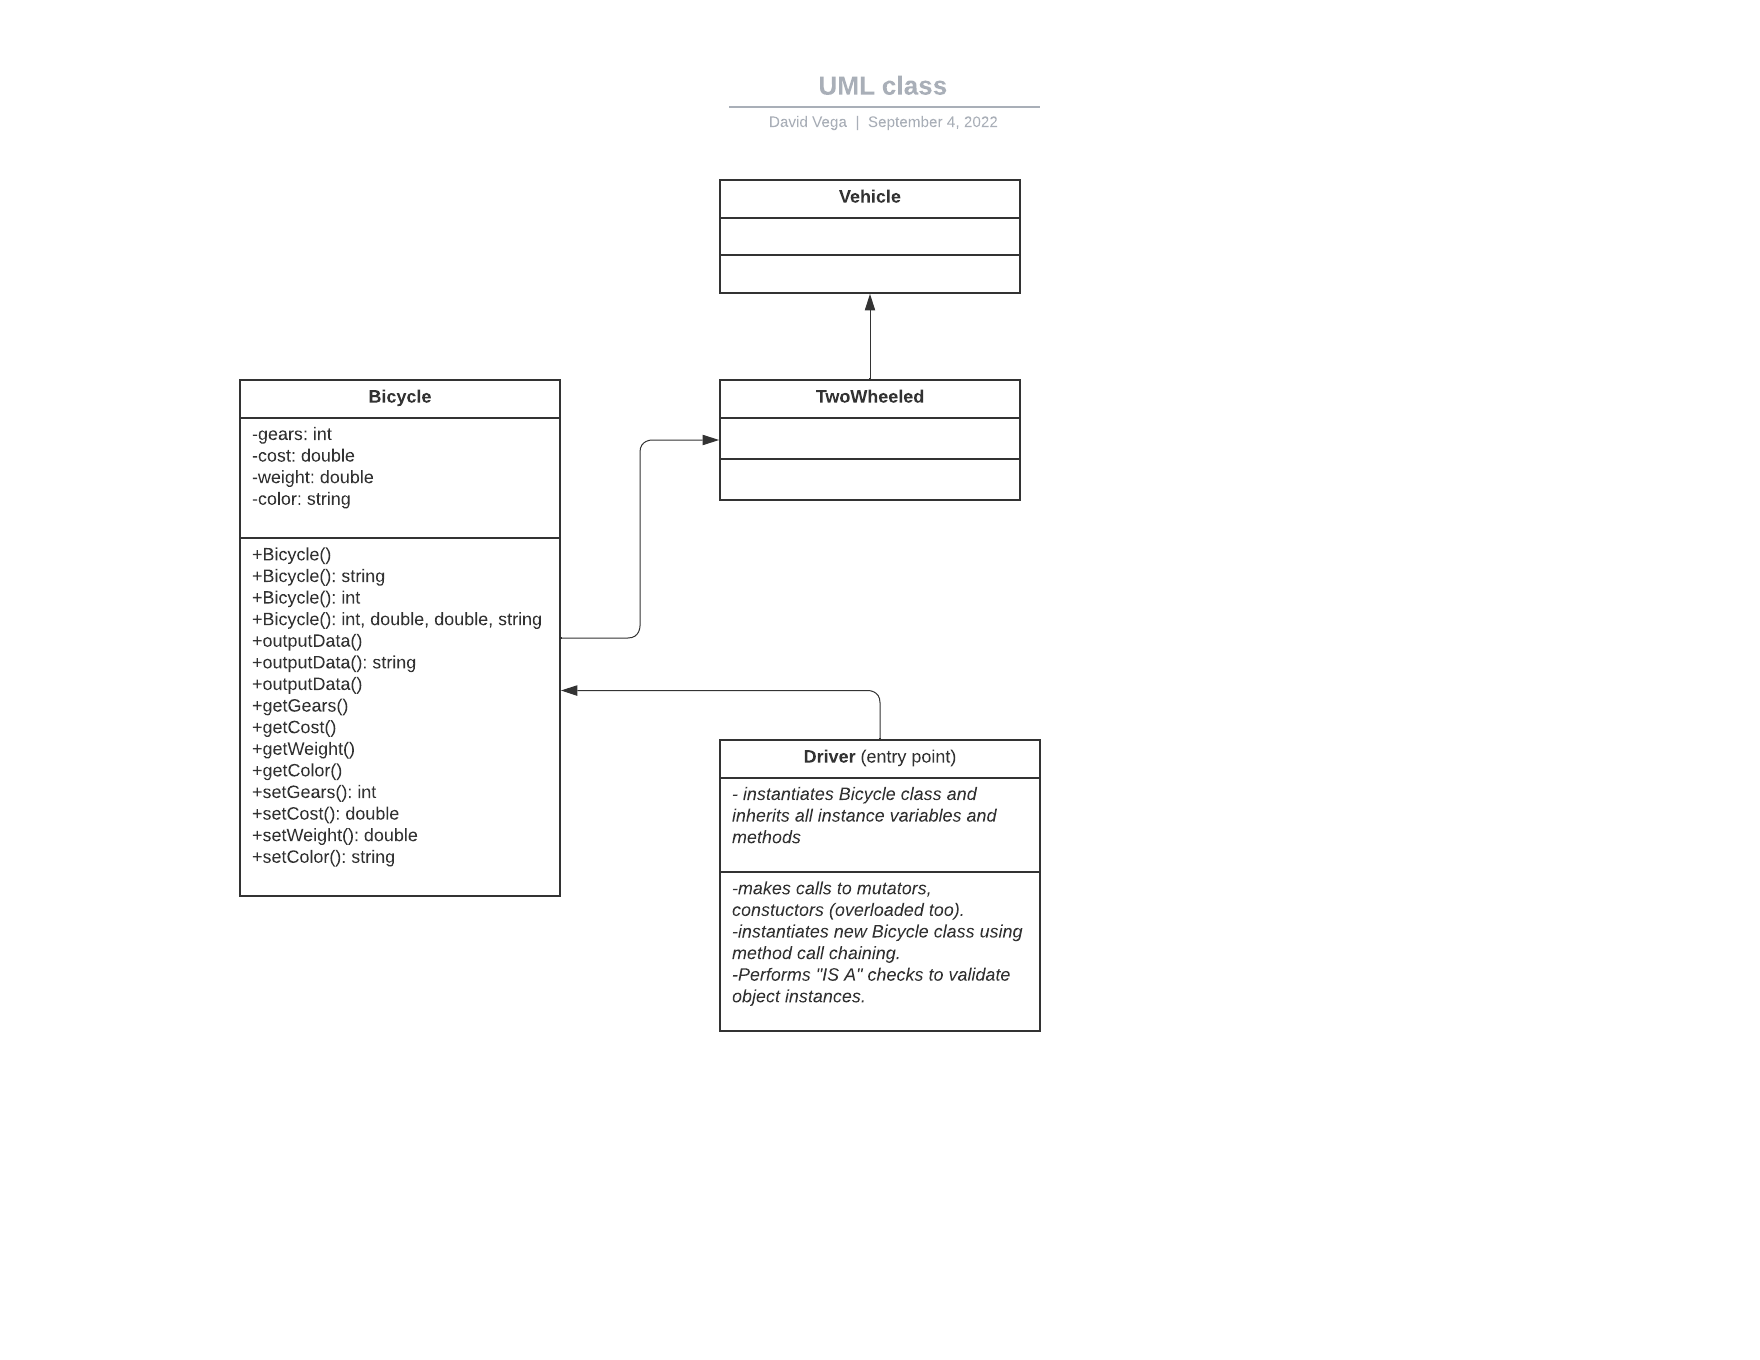 UML class
David Vega | September 4, 2022
Vehicle
Bicycle
-gears: int
-cost: double
-weight: double
-color: string
+Bicycle()
+Bicycle(): string
+Bicycle(): int
+Bicycle(): int, double, double, string
+outputData()
+outputData(): string
+outputData()
+getGears()
+getCost()
+getWeight()
+getColor()
+setGears(): int
+setCost(): double
+setWeight(): double
+setColor(): string
TwoWheeled
Driver (entry point)
- instantiates Bicycle class and
inherits all instance variables and
methods
-makes calls to mutators,
constuctors (overloaded too).
-instantiates new Bicycle class using
method call chaining.
-Performs "IS A" checks to validate
object instances.